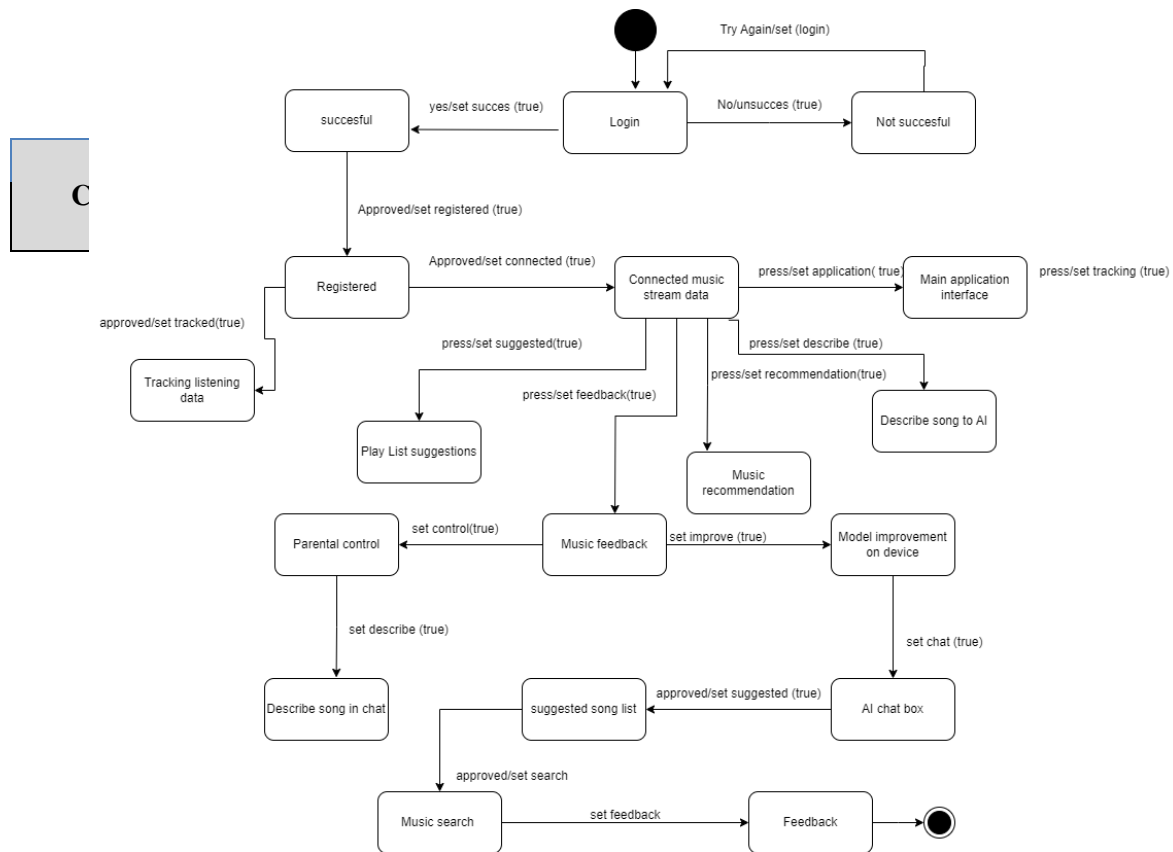 Try Again/set (login)
yes/set succes (true)
No/unsucces (true)
succesful
Login
Not succesful
C
Approved/set registered (true)
Approved/set connected (true)
press/set application( true)
press/set tracking (true)
Registered
Connected music
stream data
Main application
interface
approved/set tracked(true)
press/set suggested(true)
press/set describe (true)
press/set recommendation(true)
Tracking listening
data
press/set feedback(true)
Describe song to AI
Play List suggestions
Music
recommendation
set control(true)
set improve (true)
Parental control
Music feedback
Model improvement
on device
set describe (true)
set chat (true)
approved/set suggested (true)
Describe song in chat
suggested song list
AI chat box
approved/set search
set feedback
Music search
Feedback